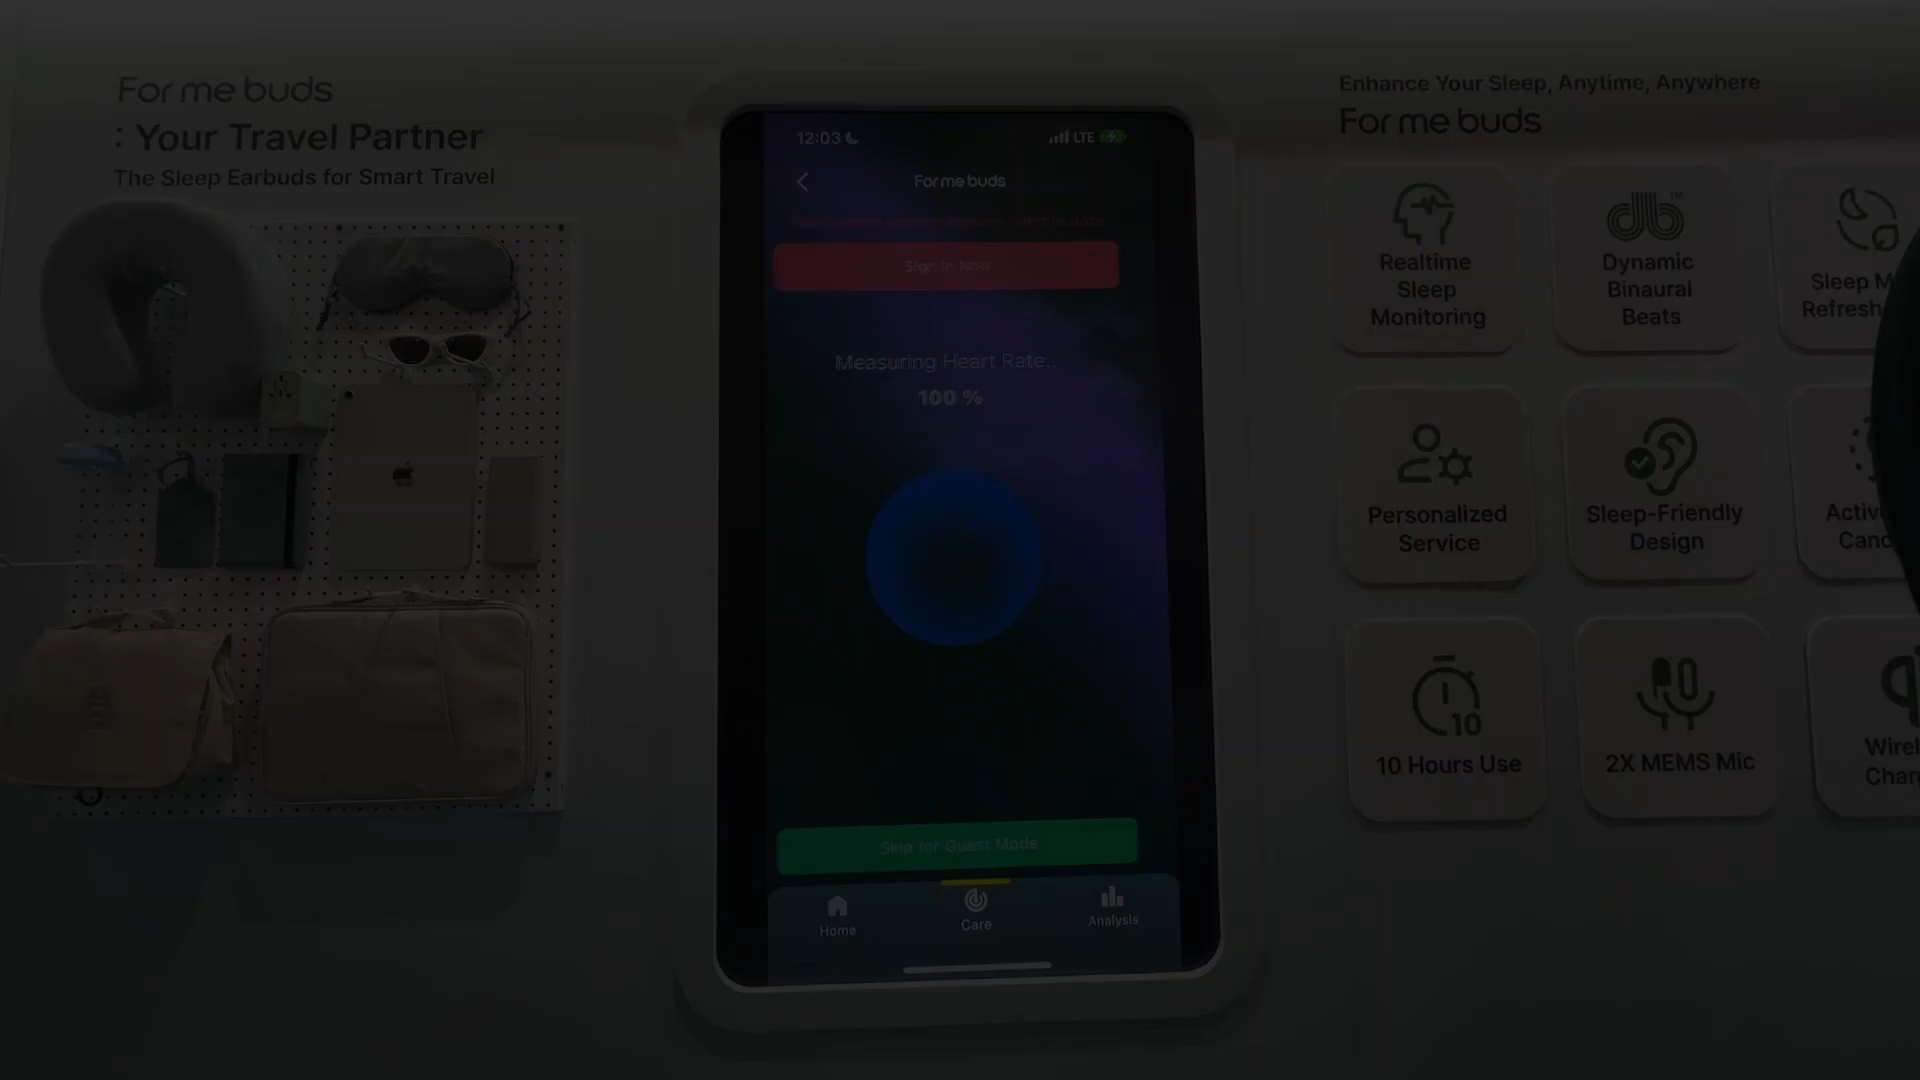 For me buds
: Your Travel Partner
The Sleep Earbuds for Smart Travel
12:03
LTE
For me buds
Sign In Now
Measuring Heart Rate..
100 %
Skip for Guest Mode
Home
Care
Analysis
Enhance Your Sleep, Anytime, Anywhere
For me buds
Realtime
Sleep
Monitoring
Dynamic
Binaural
Beats
Sleep
Personalized
Service
Sleep-Friendly
Design
10
10 Hours Use
2X MEMS Mic